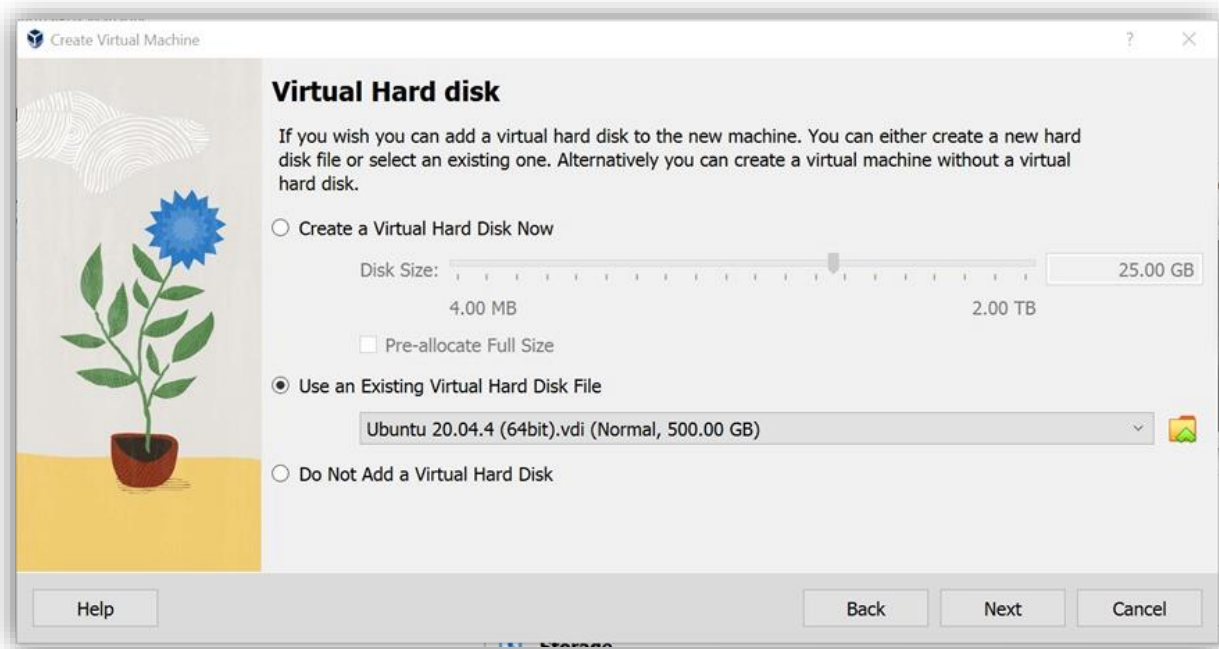 Create Virtual Machine
?
Virtual Hard disk
If you wish you can add a virtual hard disk to the new machine. You can either create a new hard
disk file or select an existing one. Alternatively you can create a virtual machine without a virtual
hard disk.
Create a Virtual Hard Disk Now
Disk Size:
25.00 GB
4.00 MB
2.00 TB
Pre-allocate Full Size
Use an Existing Virtual Hard Disk File
Ubuntu 20.04.4 (64bit).vdi (Normal, 500.00 GB)
Do Not Add a Virtual Hard Disk
Help
Back
Next
Cancel
Storage